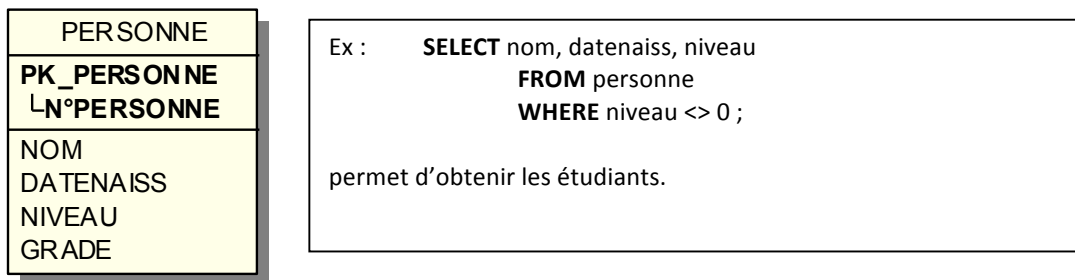 PERSONNE
PK_PERSONNE
└N°PERSONNE
NOM
DATENAISS
NIVEAU
GRADE
Ex : SELECT nom, datenaiss, niveau
FROM personne
WHERE niveau <> 0 ;
permet d’obtenir les étudiants.